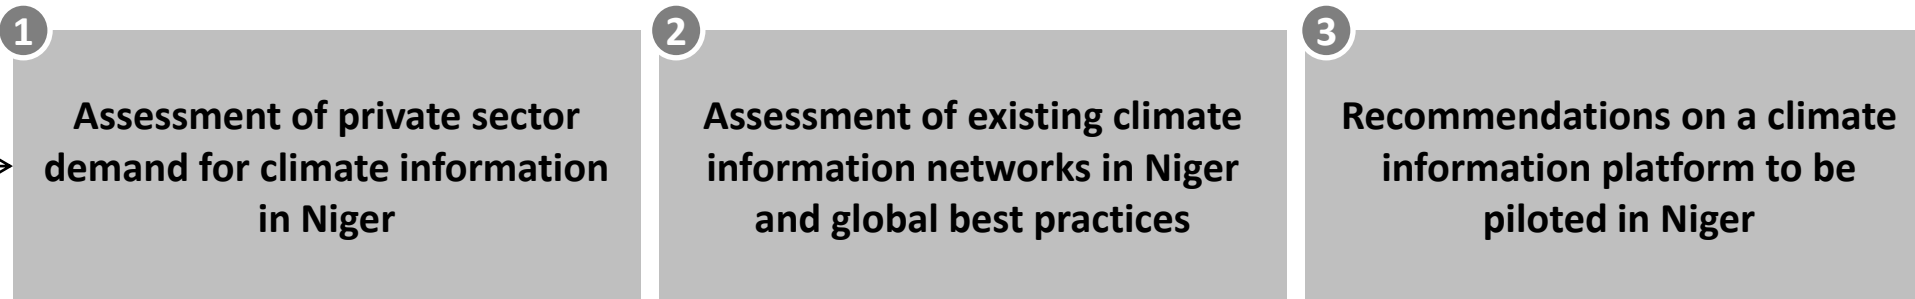 1
Assessment of private sector
demand for climate information
in Niger
2
Assessment of existing climate
information networks in Niger
and global best practices
3
Recommendations on a climate
information platform to be
piloted in Niger